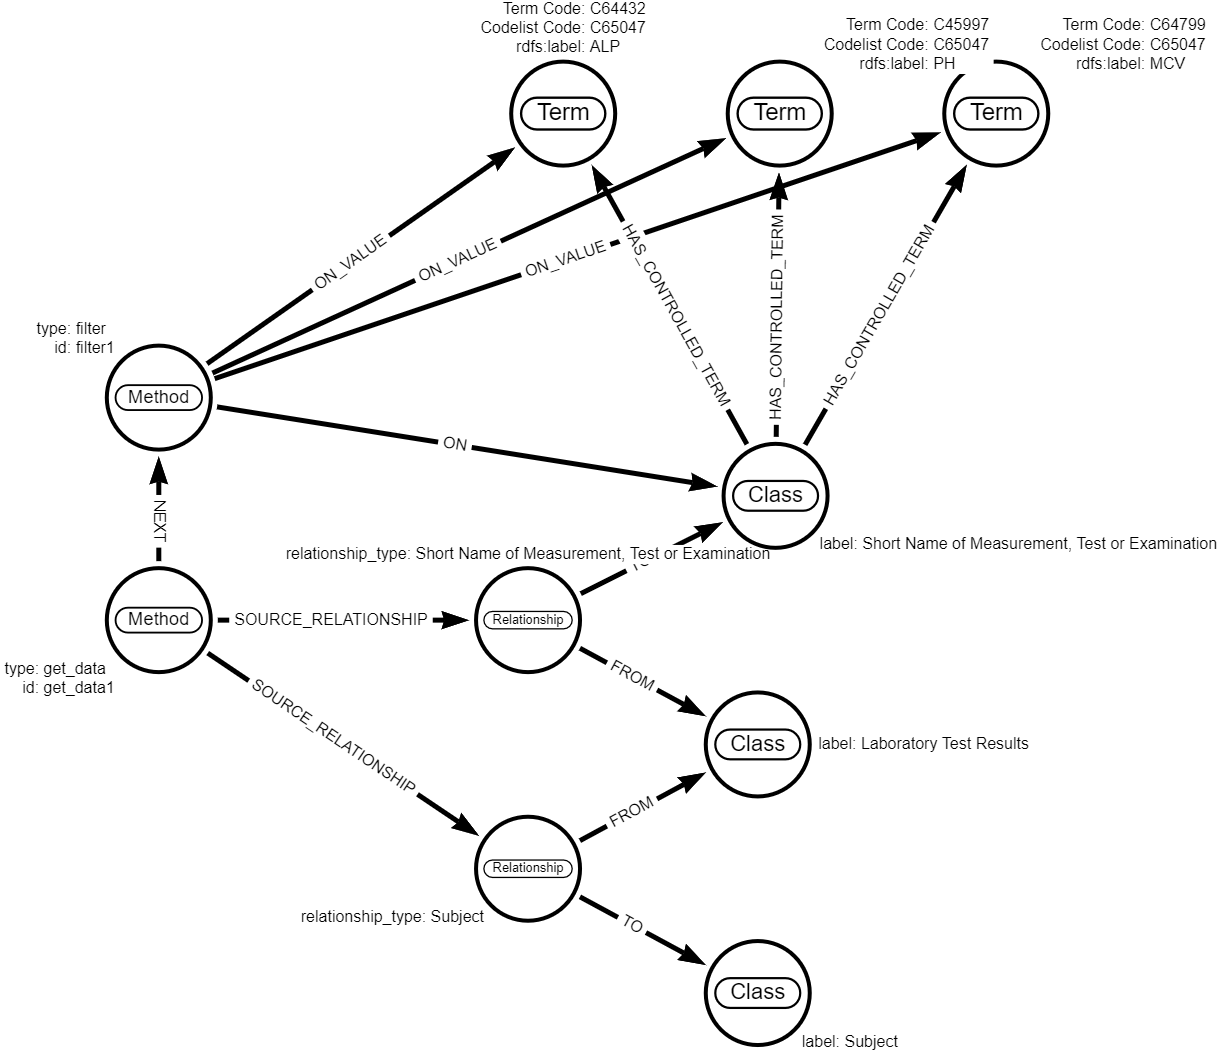 Term Code: C64432
Codelist Code: C65047
rdfs:label: ALP
Term Code: C45997
Codelist Code: C65047
rdfs:label: PH
Term Code: C64799
Codelist Code: C65047
rdfs:label: MCV
Term
Term
Term
ON_VALUE
ON_VALUE
ON_VALUE
HAS_CONTROLLED_TERM
HAS_CONTROLLED_TERM
HAS_CONTROLLED_TERM
type: filter
id: filter1
Method
ON
Class
label: Short Name of Measurement, Test or Examination
NEXT
relationship_type: Short Name of Measurement, Test or Examination
Method
SOURCE_RELATIONSHIP
Relationship
type: get_data
id: get_data1
FROM
SOURCE_RELATIONSHIP
Class
label: Laboratory Test Results
FROM
Relationship
relationship_type: Subject
TO
Class
label: Subject